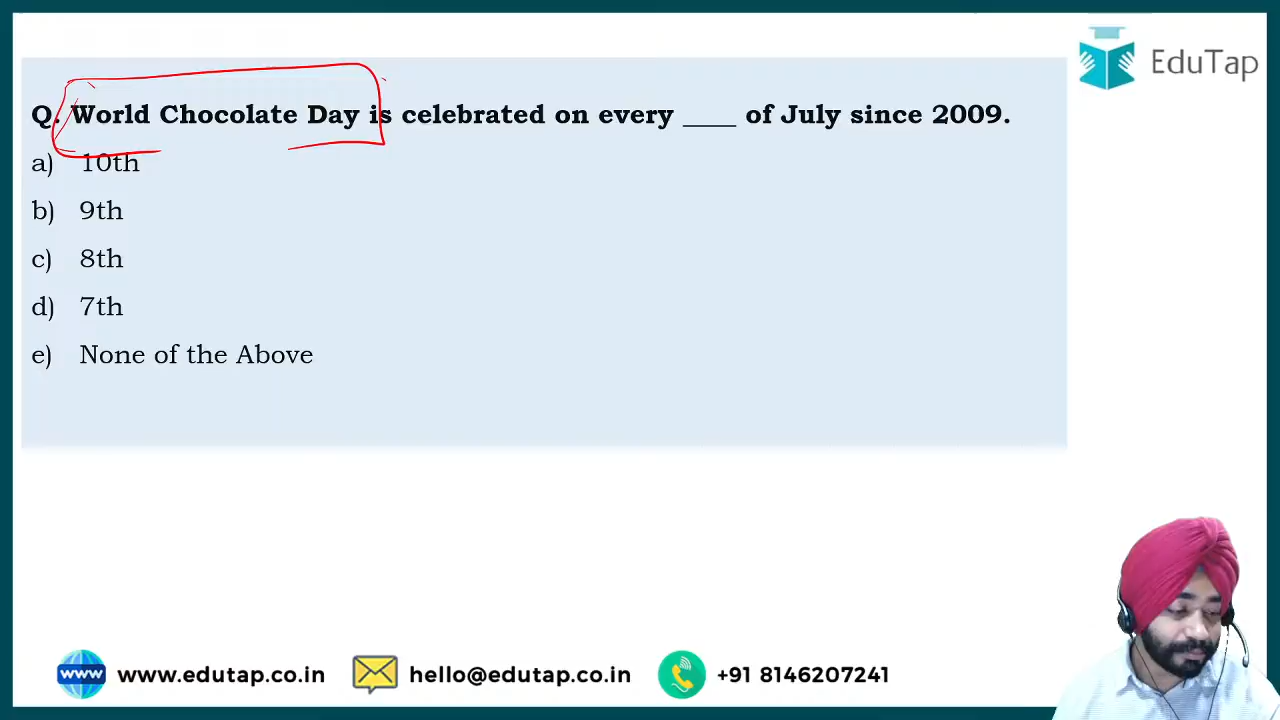 EduTap
Q. World Chocolate Day is celebrated on every ____ of July since 2009.
a) 10th
b) 9th
c) 8th
d) 7th
e) None of the Above
www www.edutap.co.in hello@edutap.co.in +91 8146207241